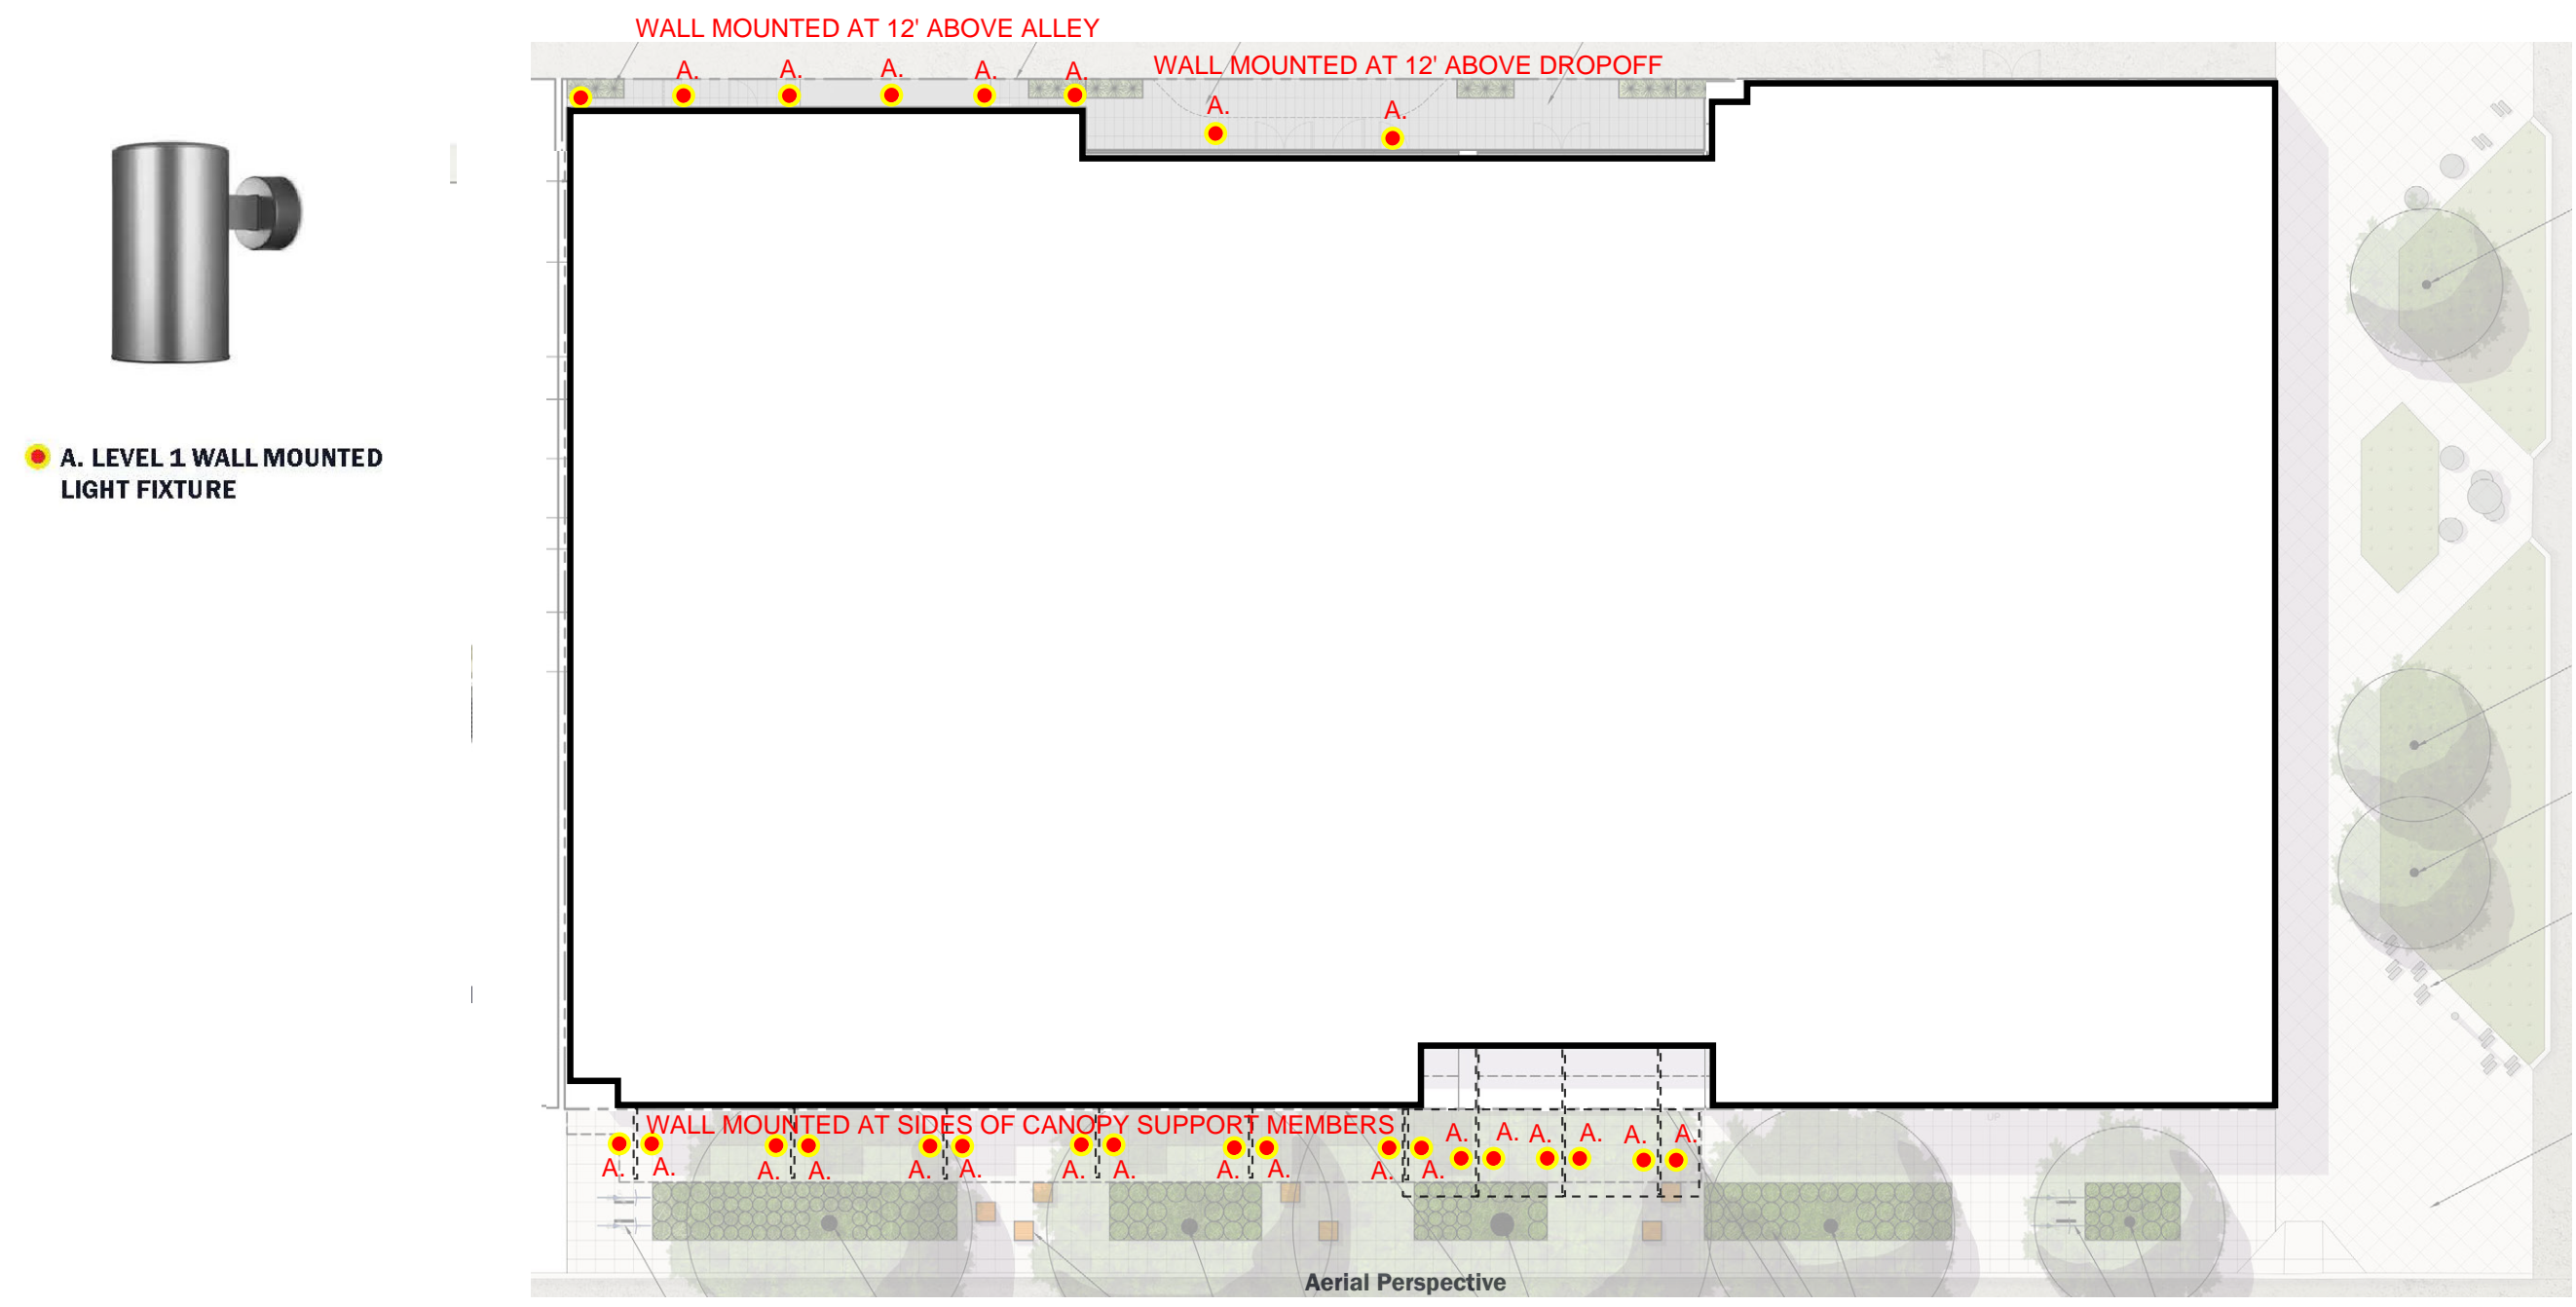 WALL MOUNTED AT 12' ABOVE ALLEY
WALL MOUNTED AT 12' ABOVE DROPOFF
A. A. A. A. A.
A. A.
A. LEVEL 1 WALL MOUNTED
LIGHT FIXTURE
WALL MOUNTED AT SIDES OF CANOPY SUPPORT MEMBERS
A. A. A. A. A. A.
A. A. A. A. A. A. A. A. A. A. A. A.
Aerial Perspective